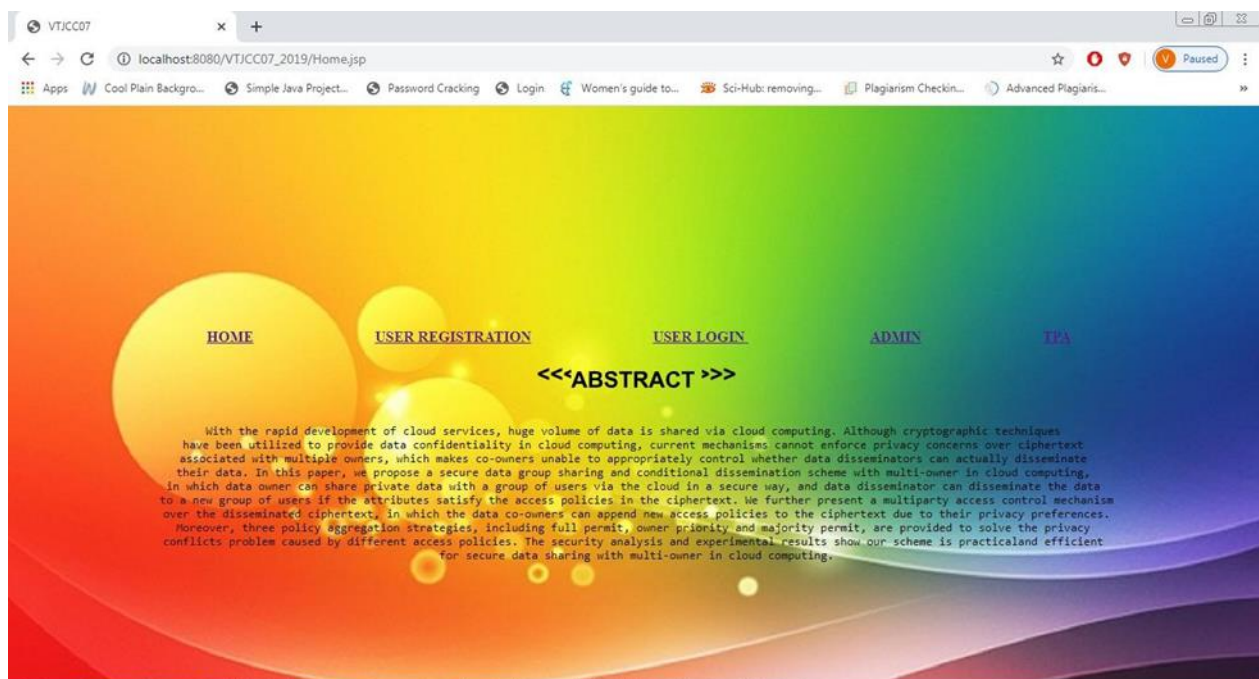 VTJCC07
localhost:8080/VTJCC07_2019/Home.jsp
V Paused
Apps Cool Plain Backgro... Simple Java Project... Password Cracking Login Women's guide to... Sci-Hub: removing... Plagiarism Checkin... Advanced Plagiaris... »
HOME USER REGISTRATION USER LOGIN ADMIN TPA
<<<ABSTRACT >>>
With the rapid development of cloud services, huge volume of data is shared via cloud computing. Although cryptographic techniques
have been utilized to provide data confidentiality in cloud computing, current mechanisms cannot enforce privacy concerns over ciphertext
associated with multiple owners, which makes co-owners unable to appropriately control whether data disseminators can actually disseminate
their data. In this paper, we propose a secure data group sharing and conditional dissemination scheme with multi-owner in cloud computing,
in which data owner can share private data with a group of users via the cloud in a secure way, and data disseminator can disseminate the data
to a new group of users if the attributes satisfy the access policies in the ciphertext. We further present a multiparty access control mechanism
over the disseminated ciphertext, in which the data co-owners can append new access policies to the ciphertext due to their privacy preferences.
Moreover, three policy aggregation strategies, including full permit, owner priority and majority permit, are provided to solve the privacy
conflicts problem caused by different access policies. The security analysis and experimental results show our scheme is practicaland efficient
for secure data sharing with multi-owner in cloud computing.